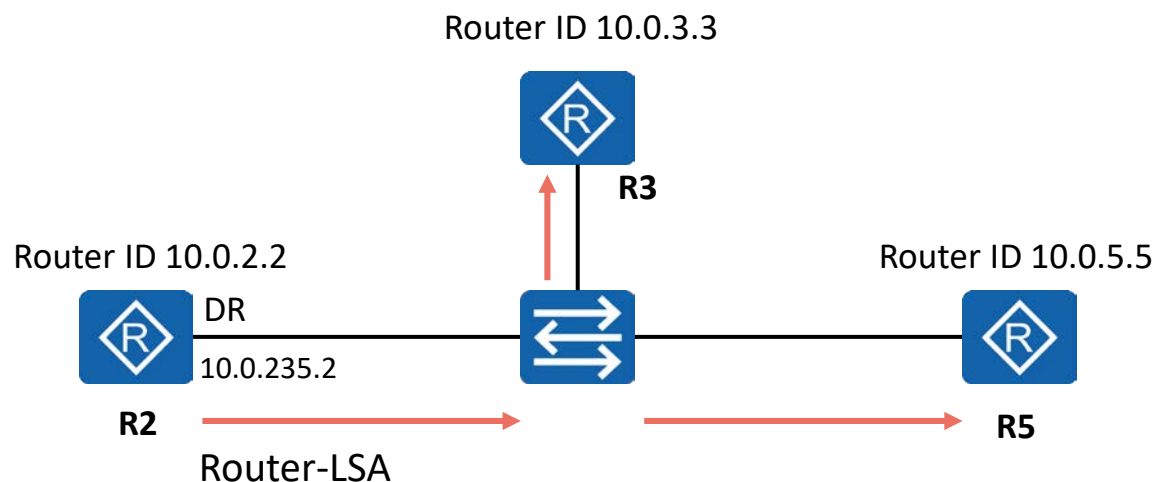 Router ID 10.0.3.3
R
R3
Router ID 10.0.2.2
Router ID 10.0.5.5
R
DR
R
10.0.235.2
R2
R5
Router-LSA